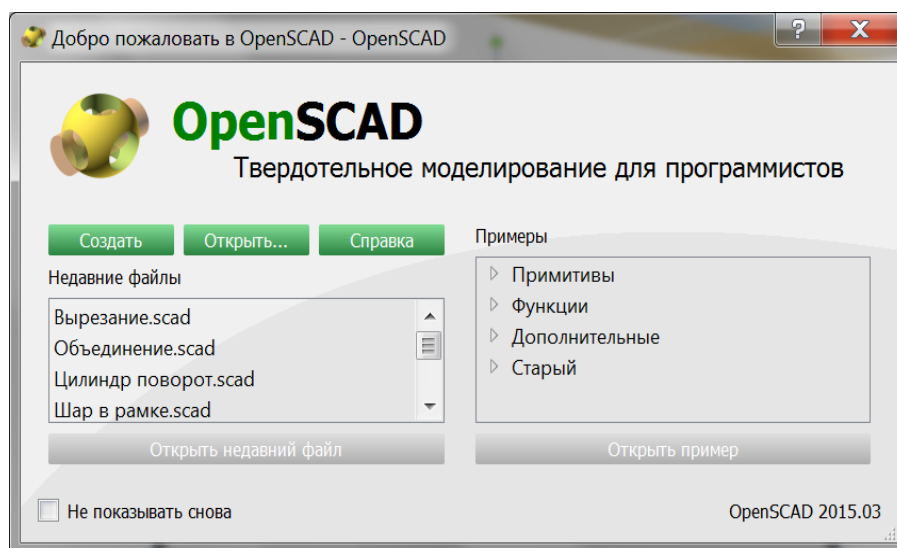 Добро пожаловать в OpenSCAD - OpenSCAD
OpenSCAD
Твердотельное моделирование для программистов
Создать
Открыть...
Справка
Недавние файлы
Вырезание.scad
Объединение.scad
Цилиндр поворот.scad
Шар в рамке.scad
Открыть недавний файл
Примеры
Примитивы
Функции
Дополнительные
Старый
Открыть пример
Не показывать снова
OpenSCAD 2015.03